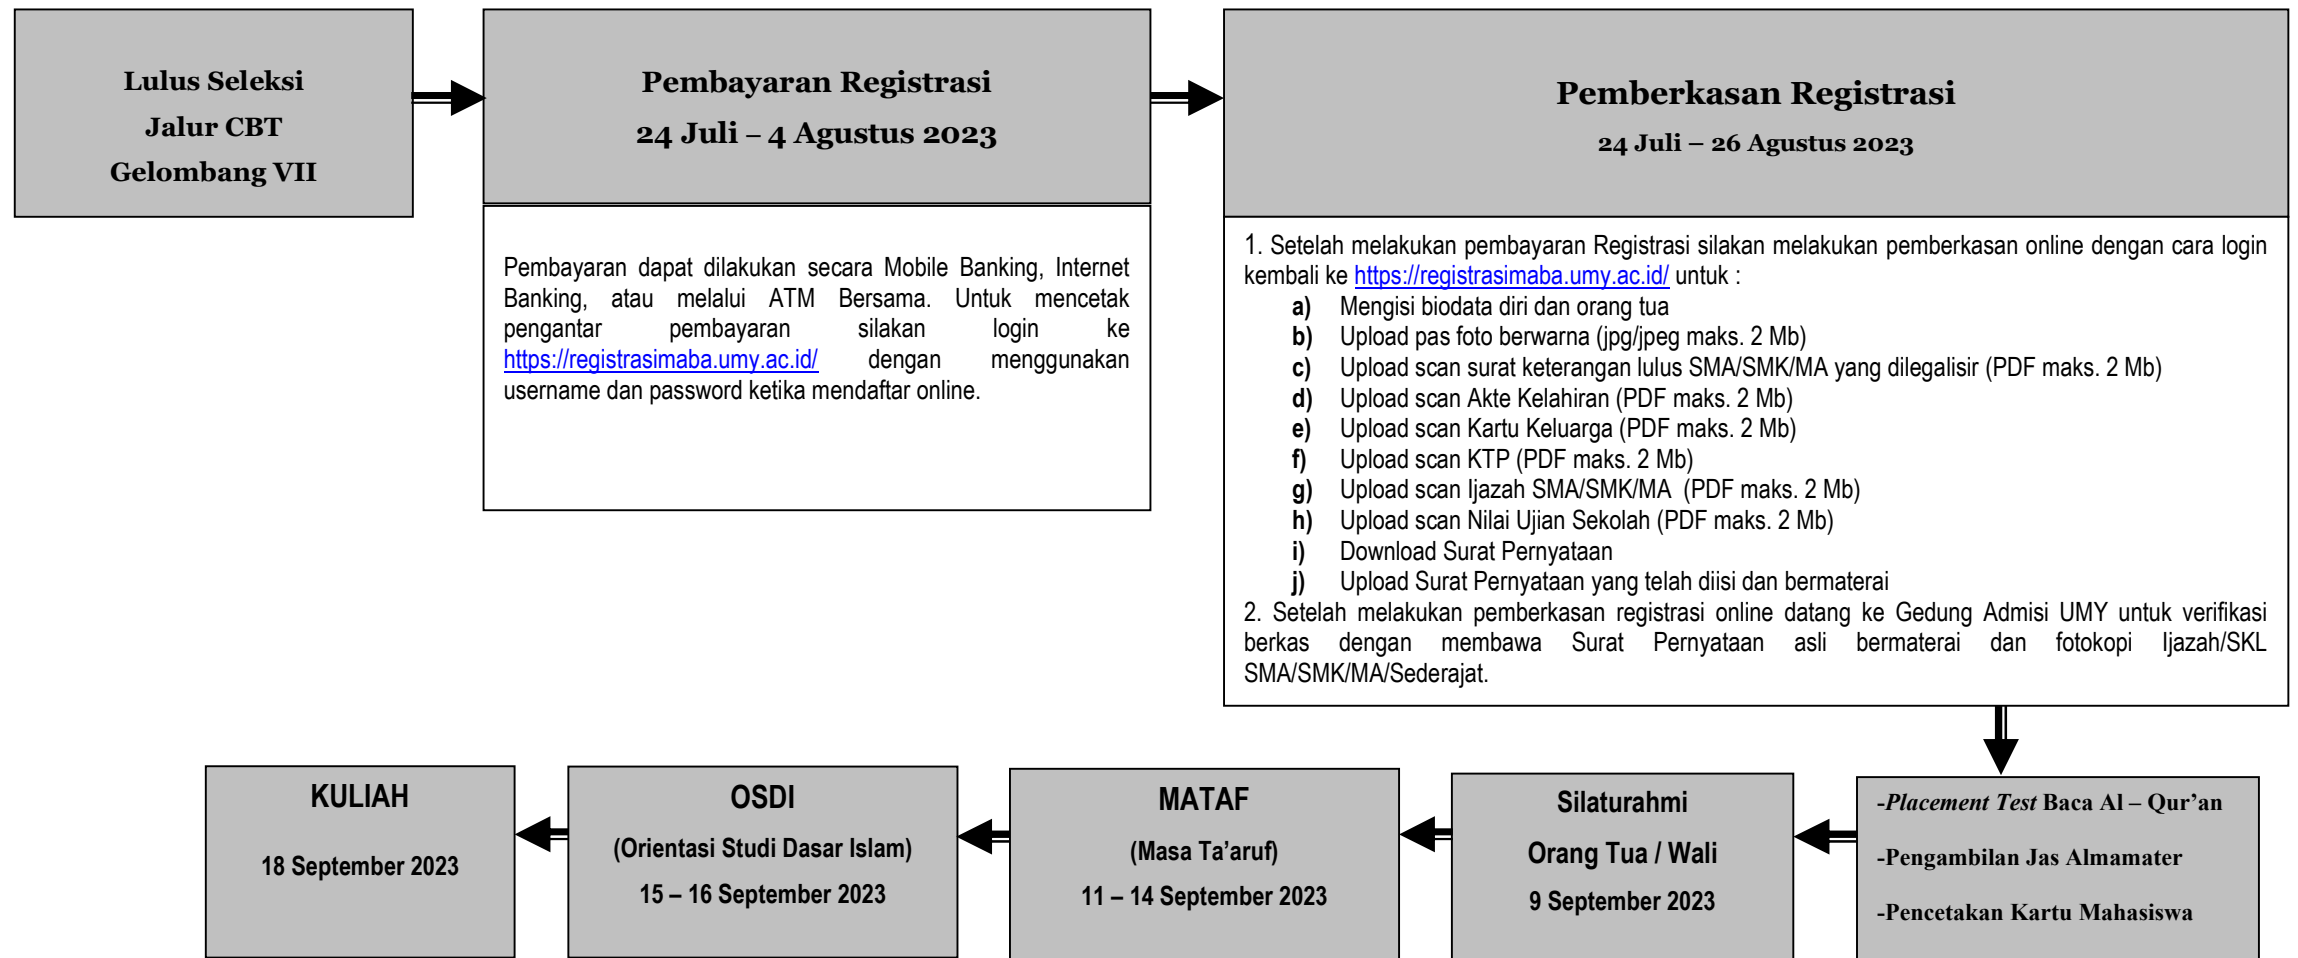 Lulus Seleksi
Jalur CBT
Gelombang VII
Pembayaran Registrasi
24 Juli – 4 Agustus 2023
Pembayaran dapat dilakukan secara Mobile Banking, Internet
Banking, atau melalui ATM Bersama. Untuk mencetak
pengantar pembayaran silakan login ke
https://registrasimaba.umy.ac.id/ dengan menggunakan
username dan password ketika mendaftar online.
Pemberkasan Registrasi
24 Juli – 26 Agustus 2023
1. Setelah melakukan pembayaran Registrasi silakan melakukan pemberkasan online dengan cara login
kembali ke https://registrasimaba.umy.ac.id/ untuk :
a) Mengisi biodata diri dan orang tua
b) Upload pas foto berwarna (jpg/jpeg maks. 2 Mb)
c) Upload scan surat keterangan lulus SMA/SMK/MA yang dilegalisir (PDF maks. 2 Mb)
d) Upload scan Akte Kelahiran (PDF maks. 2 Mb)
e) Upload scan Kartu Keluarga (PDF maks. 2 Mb)
f) Upload scan KTP (PDF maks. 2 Mb)
g) Upload scan Ijazah SMA/SMK/MA (PDF maks. 2 Mb)
h) Upload scan Nilai Ujian Sekolah (PDF maks. 2 Mb)
i) Download Surat Pernyataan
j) Upload Surat Pernyataan yang telah diisi dan bermaterai
2. Setelah melakukan pemberkasan registrasi online datang ke Gedung Admisi UMY untuk verifikasi
berkas dengan membawa Surat Pernyataan asli bermaterai dan fotokopi Ijazah/SKL
SMA/SMK/MA/Sederajat.
-Placement Test Baca Al – Qur’an
-Pengambilan Jas Almamater
-Pencetakan Kartu Mahasiswa
Silaturahmi
Orang Tua / Wali
9 September 2023
MATAF
(Masa Ta’aruf)
11 – 14 September 2023
OSDI
(Orientasi Studi Dasar Islam)
15 – 16 September 2023
KULIAH
18 September 2023